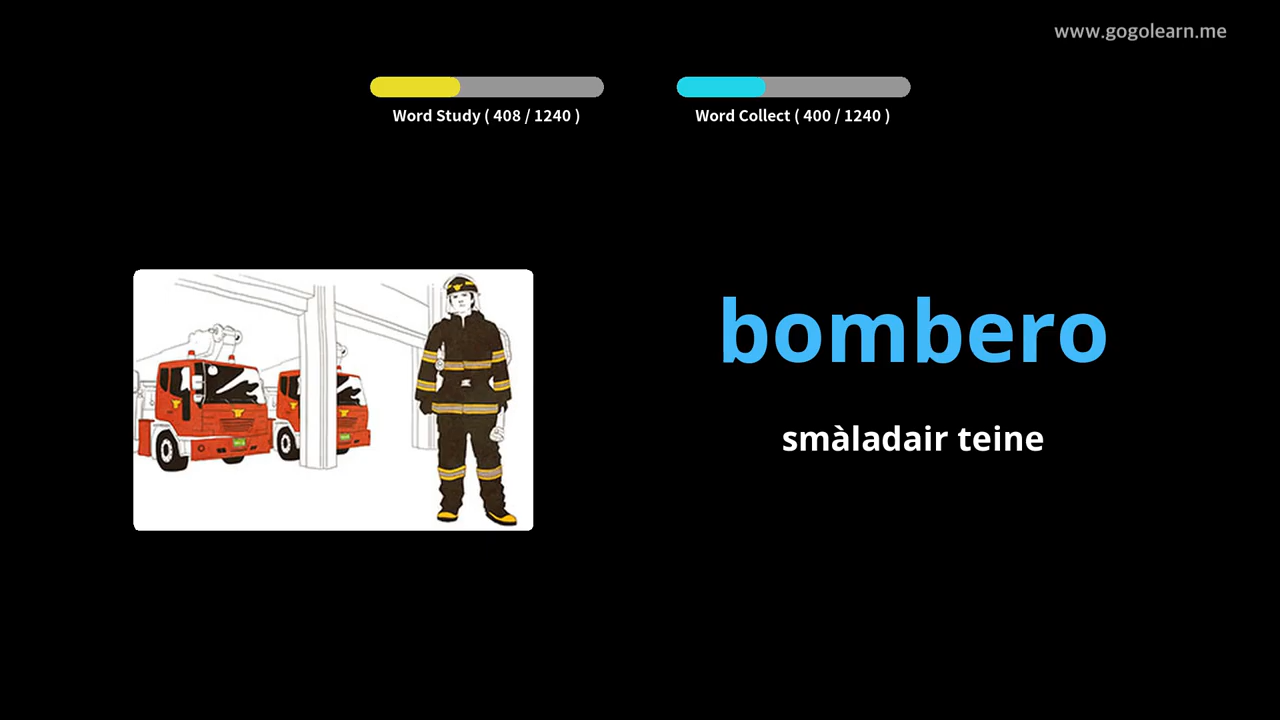 www.gogolearn.me
Word Study ( 408 / 1240 )
Word Collect ( 400 / 1240 )
bombero
smàladair teine